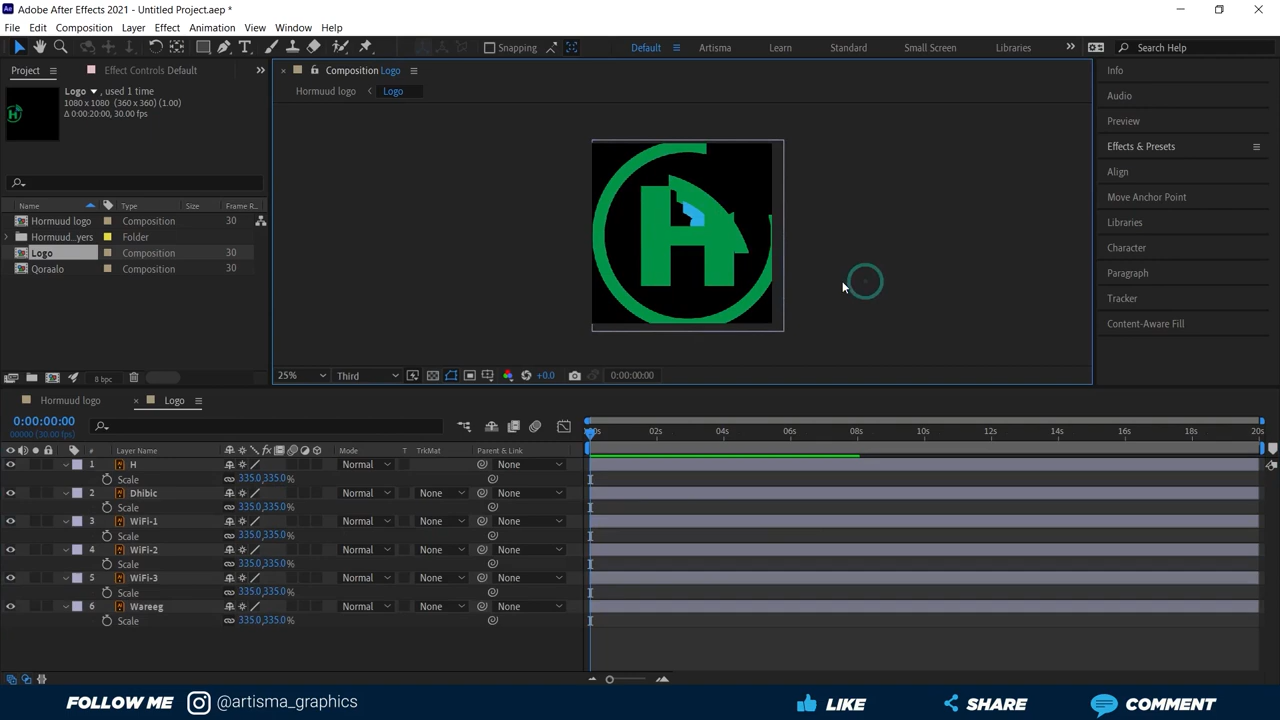 Adobe After Effects 2021 - Untitled Project.aep *
File Edit Composition Layer Effect Animation View Window Help
Snapping
Default Artisma Learn Standard Small Screen Libraries
Search Help
Project
Effect Controls Default
Logo , used 1 time
1080 x 1080 (360 x 360) (1.00)
Δ 0:00:20:00, 30.00 fps
Name Type Size Frame R..
Hormuud logo Composition 30
Hormuud...yers Folder
Logo Composition 30
Qoraalo Composition 30
8 bpc
Composition Logo
Hormuud logo Logo
H
25% Third +0.0 0:00:00:00
Info
Audio
Preview
Effects & Presets
Align
Move Anchor Point
Libraries
Character
Paragraph
Tracker
Content-Aware Fill
Hormuud logo Logo
0:00:00:00
00000 (30.00 fps)
# Layer Name Mode T TrkMat Parent & Link
02s 04s 06s 08s 10s 12s 14s 16s 18s 20s
1 H Normal None
Scale 335.0,335.0%
2 Dhibic Normal None None
Scale 335.0,335.0%
3 WiFi-1 Normal None None
Scale 335.0,335.0%
4 WiFi-2 Normal None None
Scale 335.0,335.0%
5 WiFi-3 Normal None None
Scale 335.0,335.0%
6 Wareeg Normal None None
Scale 335.0,335.0%
FOLLOW ME @artisma_graphics LIKE SHARE COMMENT